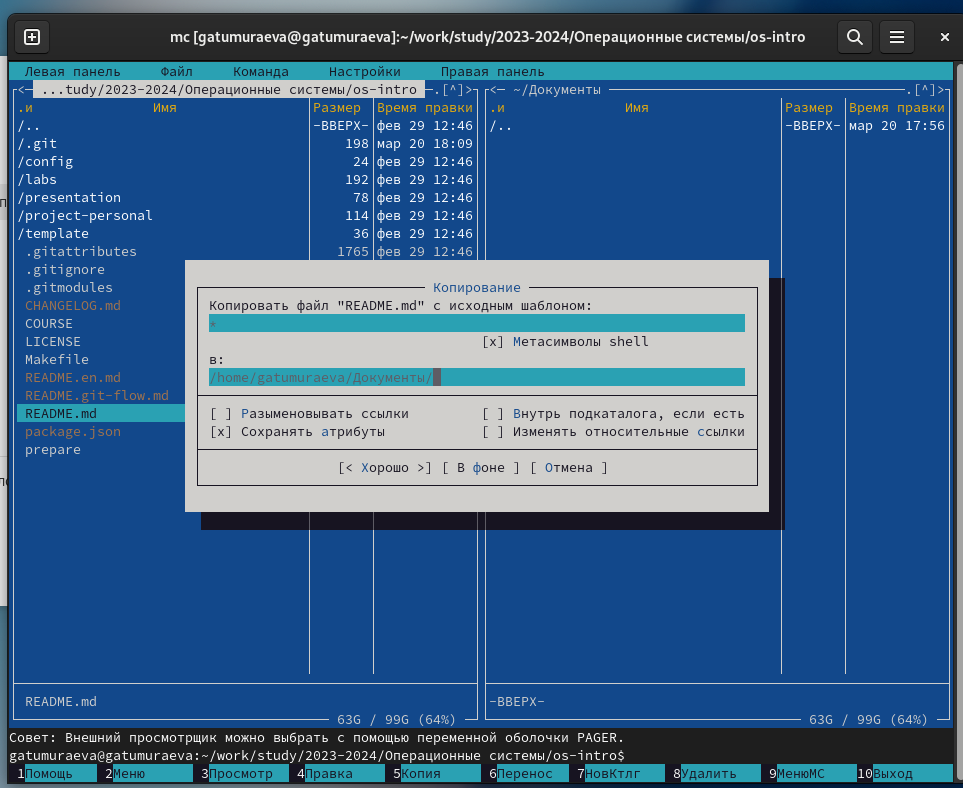 mc [gatumuraeva@gatumuraeva]:~/work/study/2023-2024/Операционные системы/os-intro
Левая панель Файл Команда Настройки Правая панель
<- ...tudy/2023-2024/Операционные системы/os-intro .[^]>
.и Имя Размер Время правки
/.. -ВВЕРХ- фев 29 12:46
/.git 198 мар 20 18:09
/config 24 фев 29 12:46
/labs 192 фев 29 12:46
/presentation 78 фев 29 12:46
/project-personal 114 фев 29 12:46
/template 36 фев 29 12:46
.gitattributes 1765 фев 29 12:46
.gitignore
.gitmodules
CHANGELOG.md
COURSE
LICENSE
Makefile
README.en.md
README.git-flow.md
README.md
package.json
prepare
README.md
63G / 99G (64%)
<- ~/Документы .[^]>
.и Имя Размер Время правки
/.. -ВВЕРХ- мар 20 17:56
-ВВЕРХ-
63G / 99G (64%)
Копирование
Копировать файл "README.md" с исходным шаблоном:
*
[x] Метасимволы shell
в:
/home/gatumuraeva/Документы/
[ ] Разыменовывать ссылки [ ] Внутрь подкаталога, если есть
[x] Сохранять атрибуты [ ] Изменять относительные ссылки
[< Хорошо >] [ В фоне ] [ Отмена ]
Совет: Внешний просмотрщик можно выбрать с помощью переменной оболочки PAGER.
gatumuraeva@gatumuraeva:~/work/study/2023-2024/Операционные системы/os-intro$
1Помощь 2Меню 3Просмотр 4Правка 5Копия 6Перенос 7НовКтлг 8Удалить 9МенюMC 10Выход